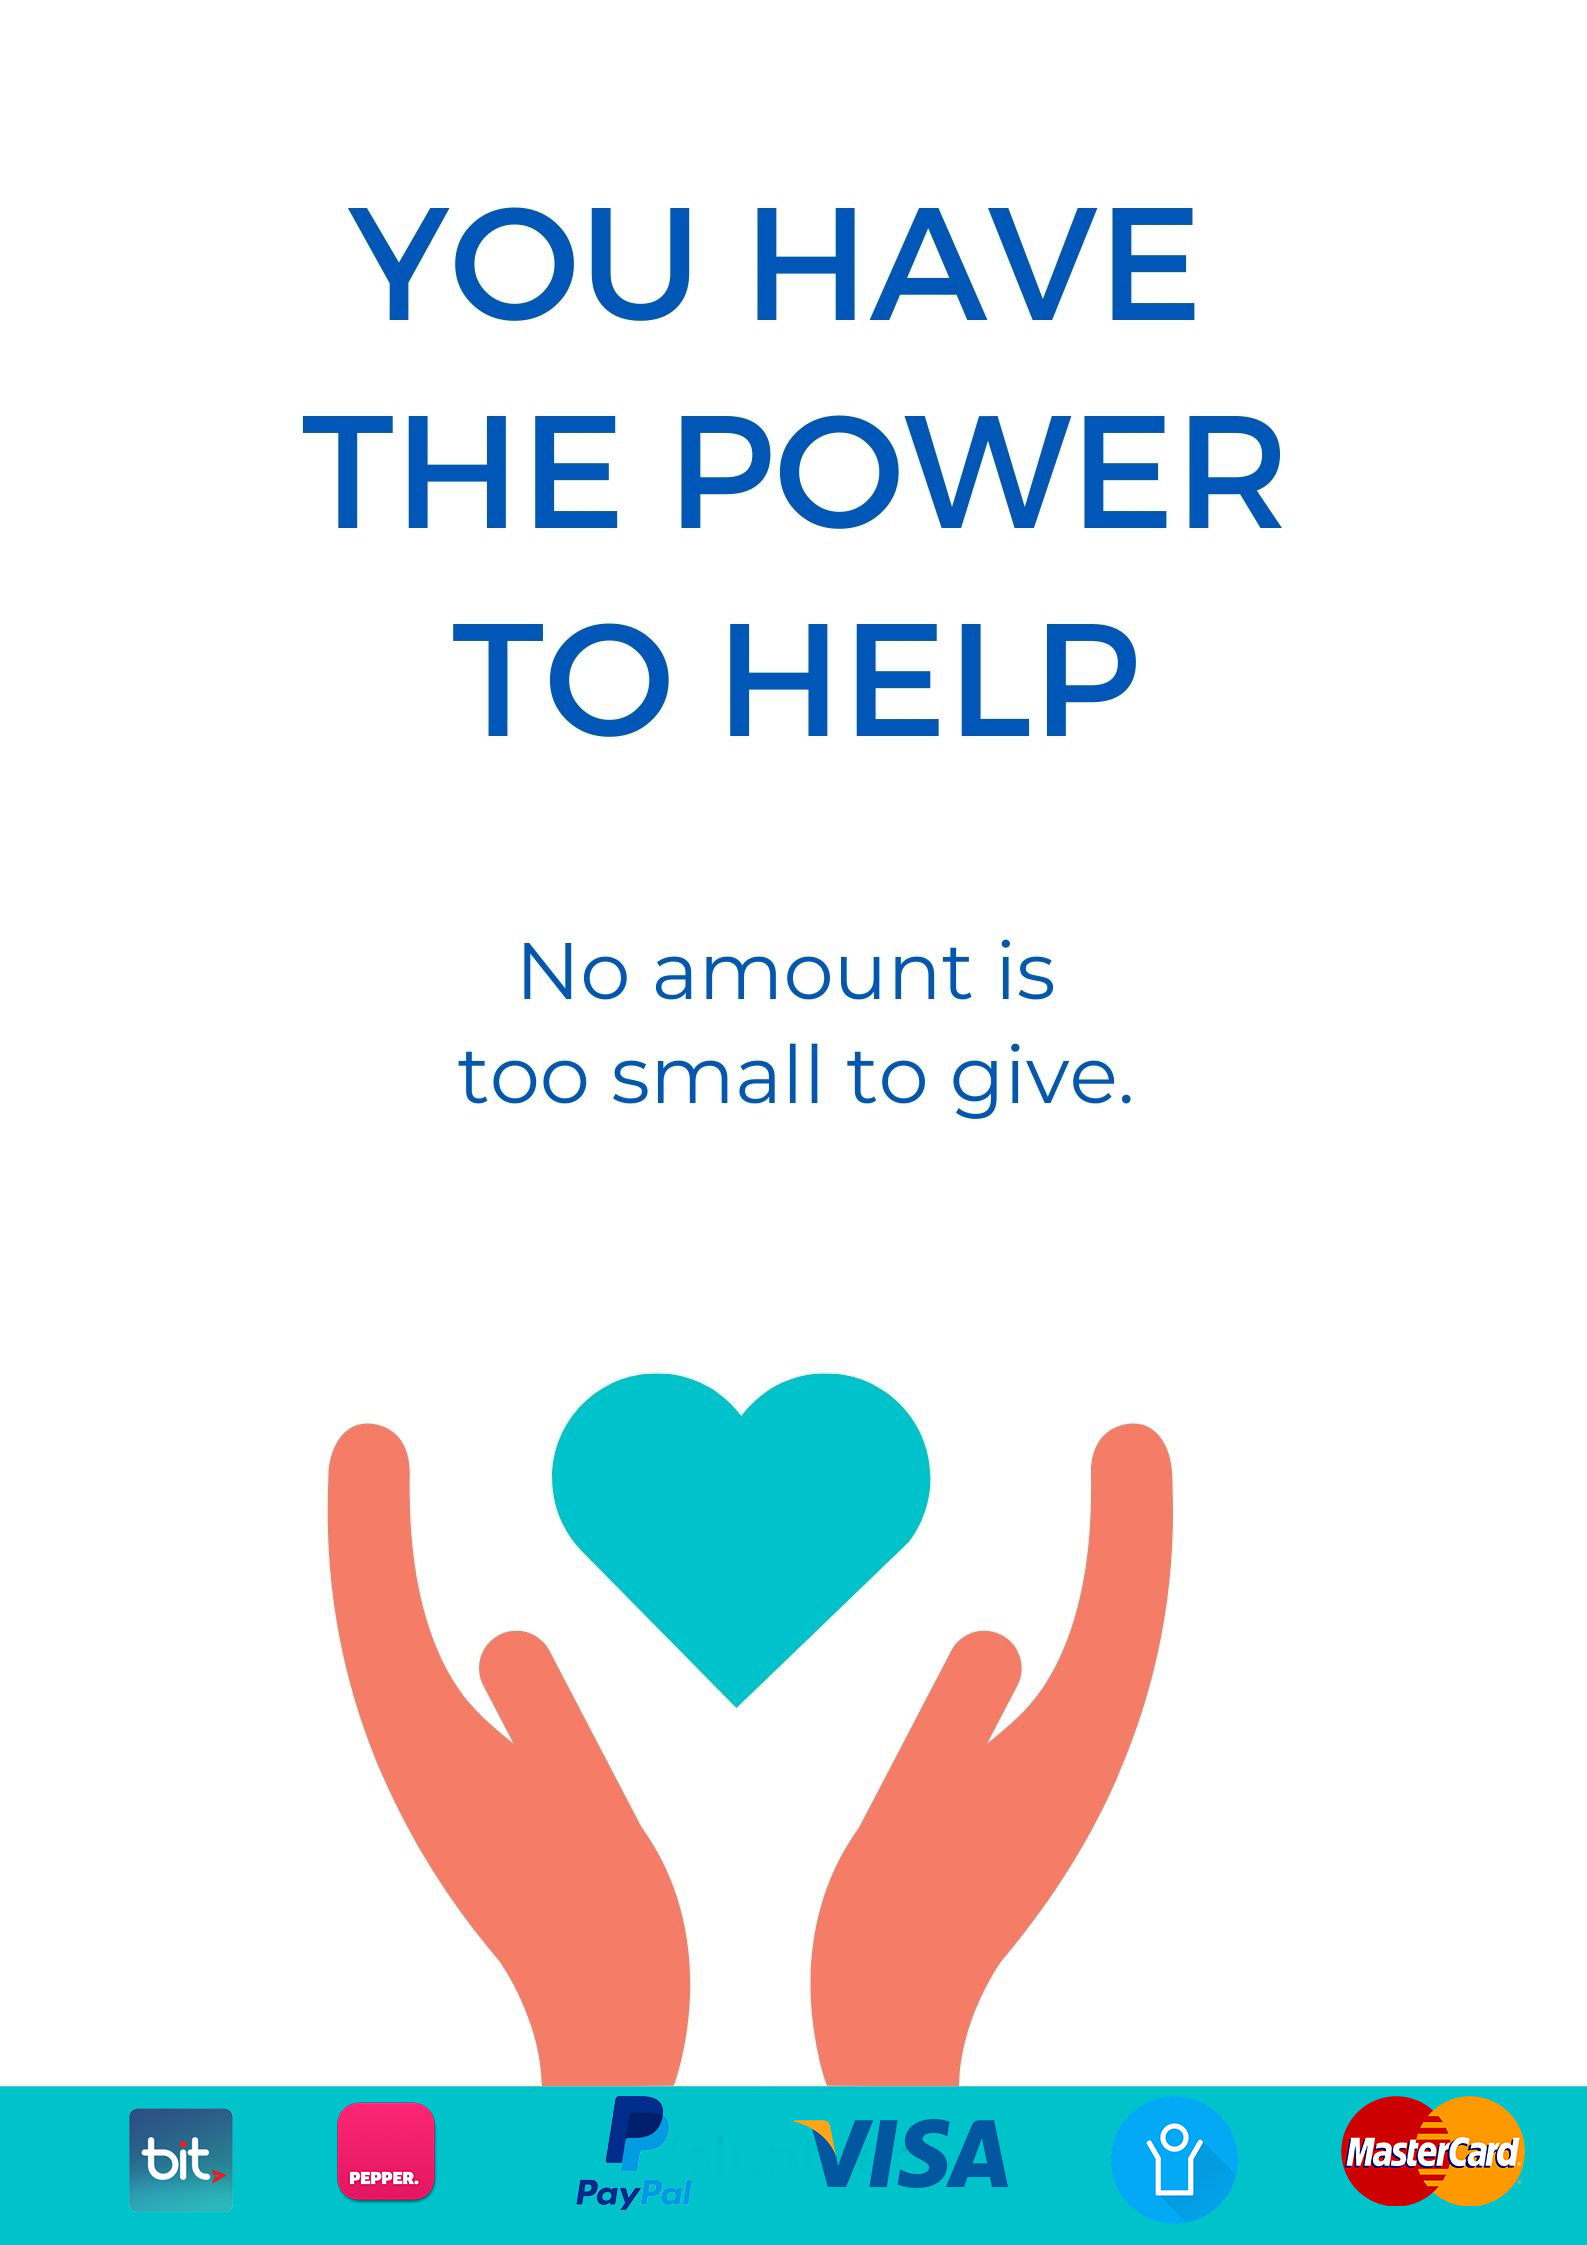 YOU HAVE
THE POWER
TO HELP
No amount is
too small to give.
bit
PEPPER.
PayPal
VISA
MasterCard